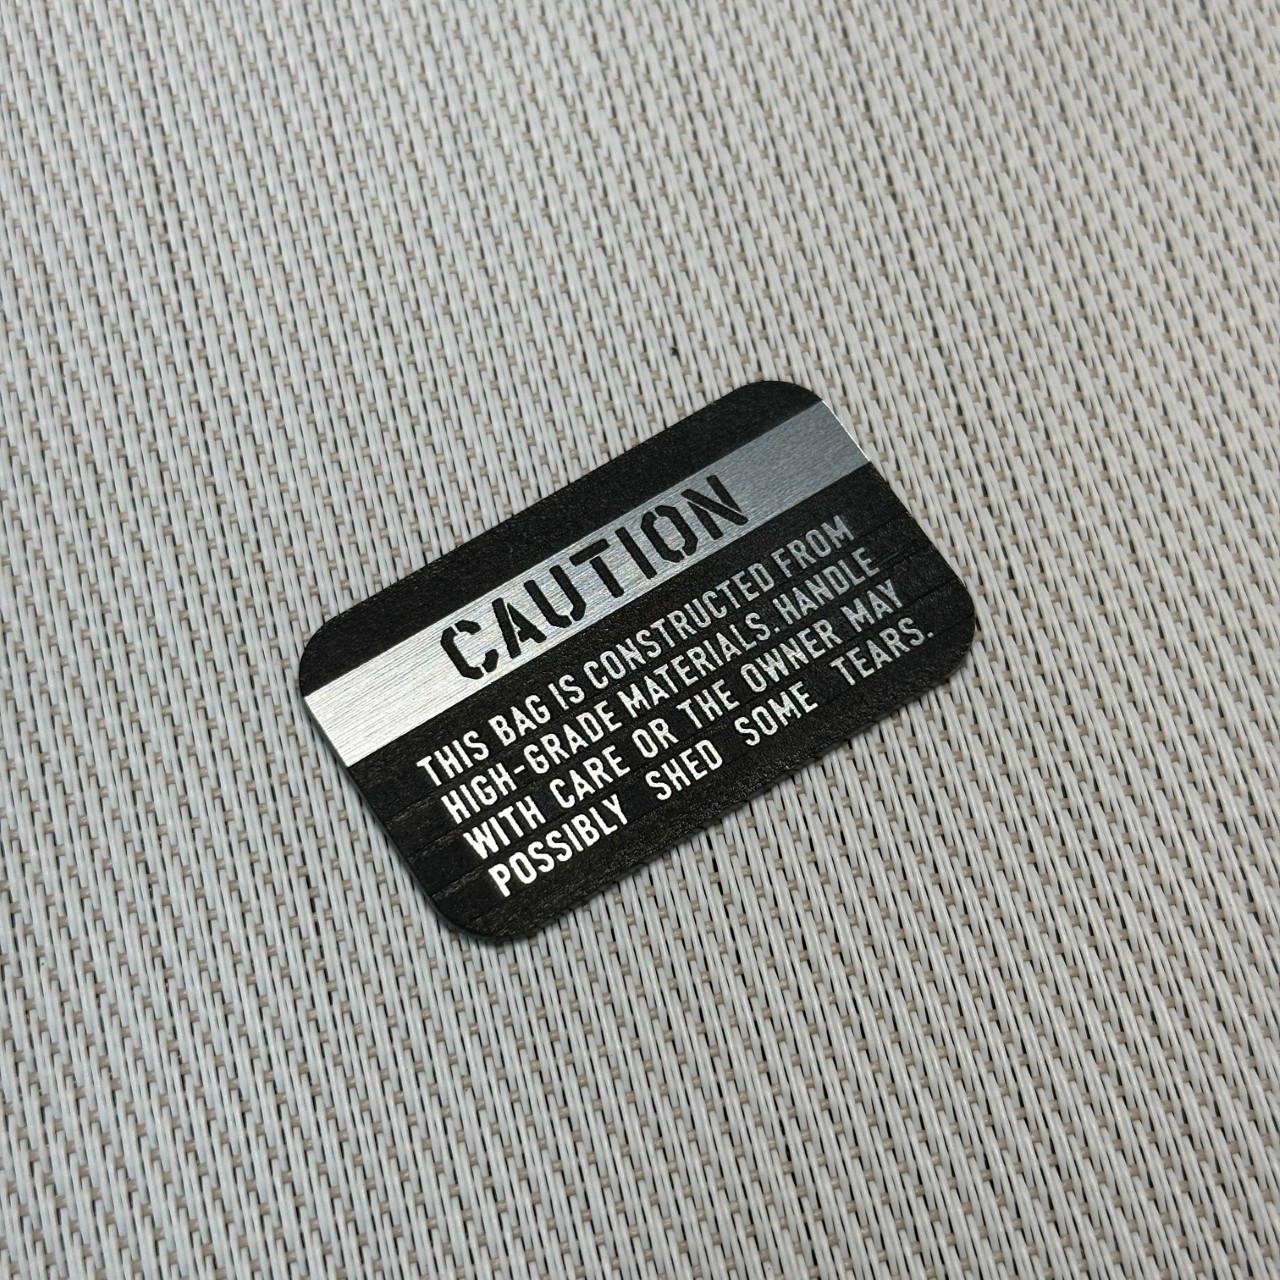 CAUTION
THIS BAG IS CONSTRUCTED FROM
HIGH-GRADE MATERIALS. HANDLE
WITH CARE OR THE OWNER MAY
POSSIBLY SHED SOME TEARS.